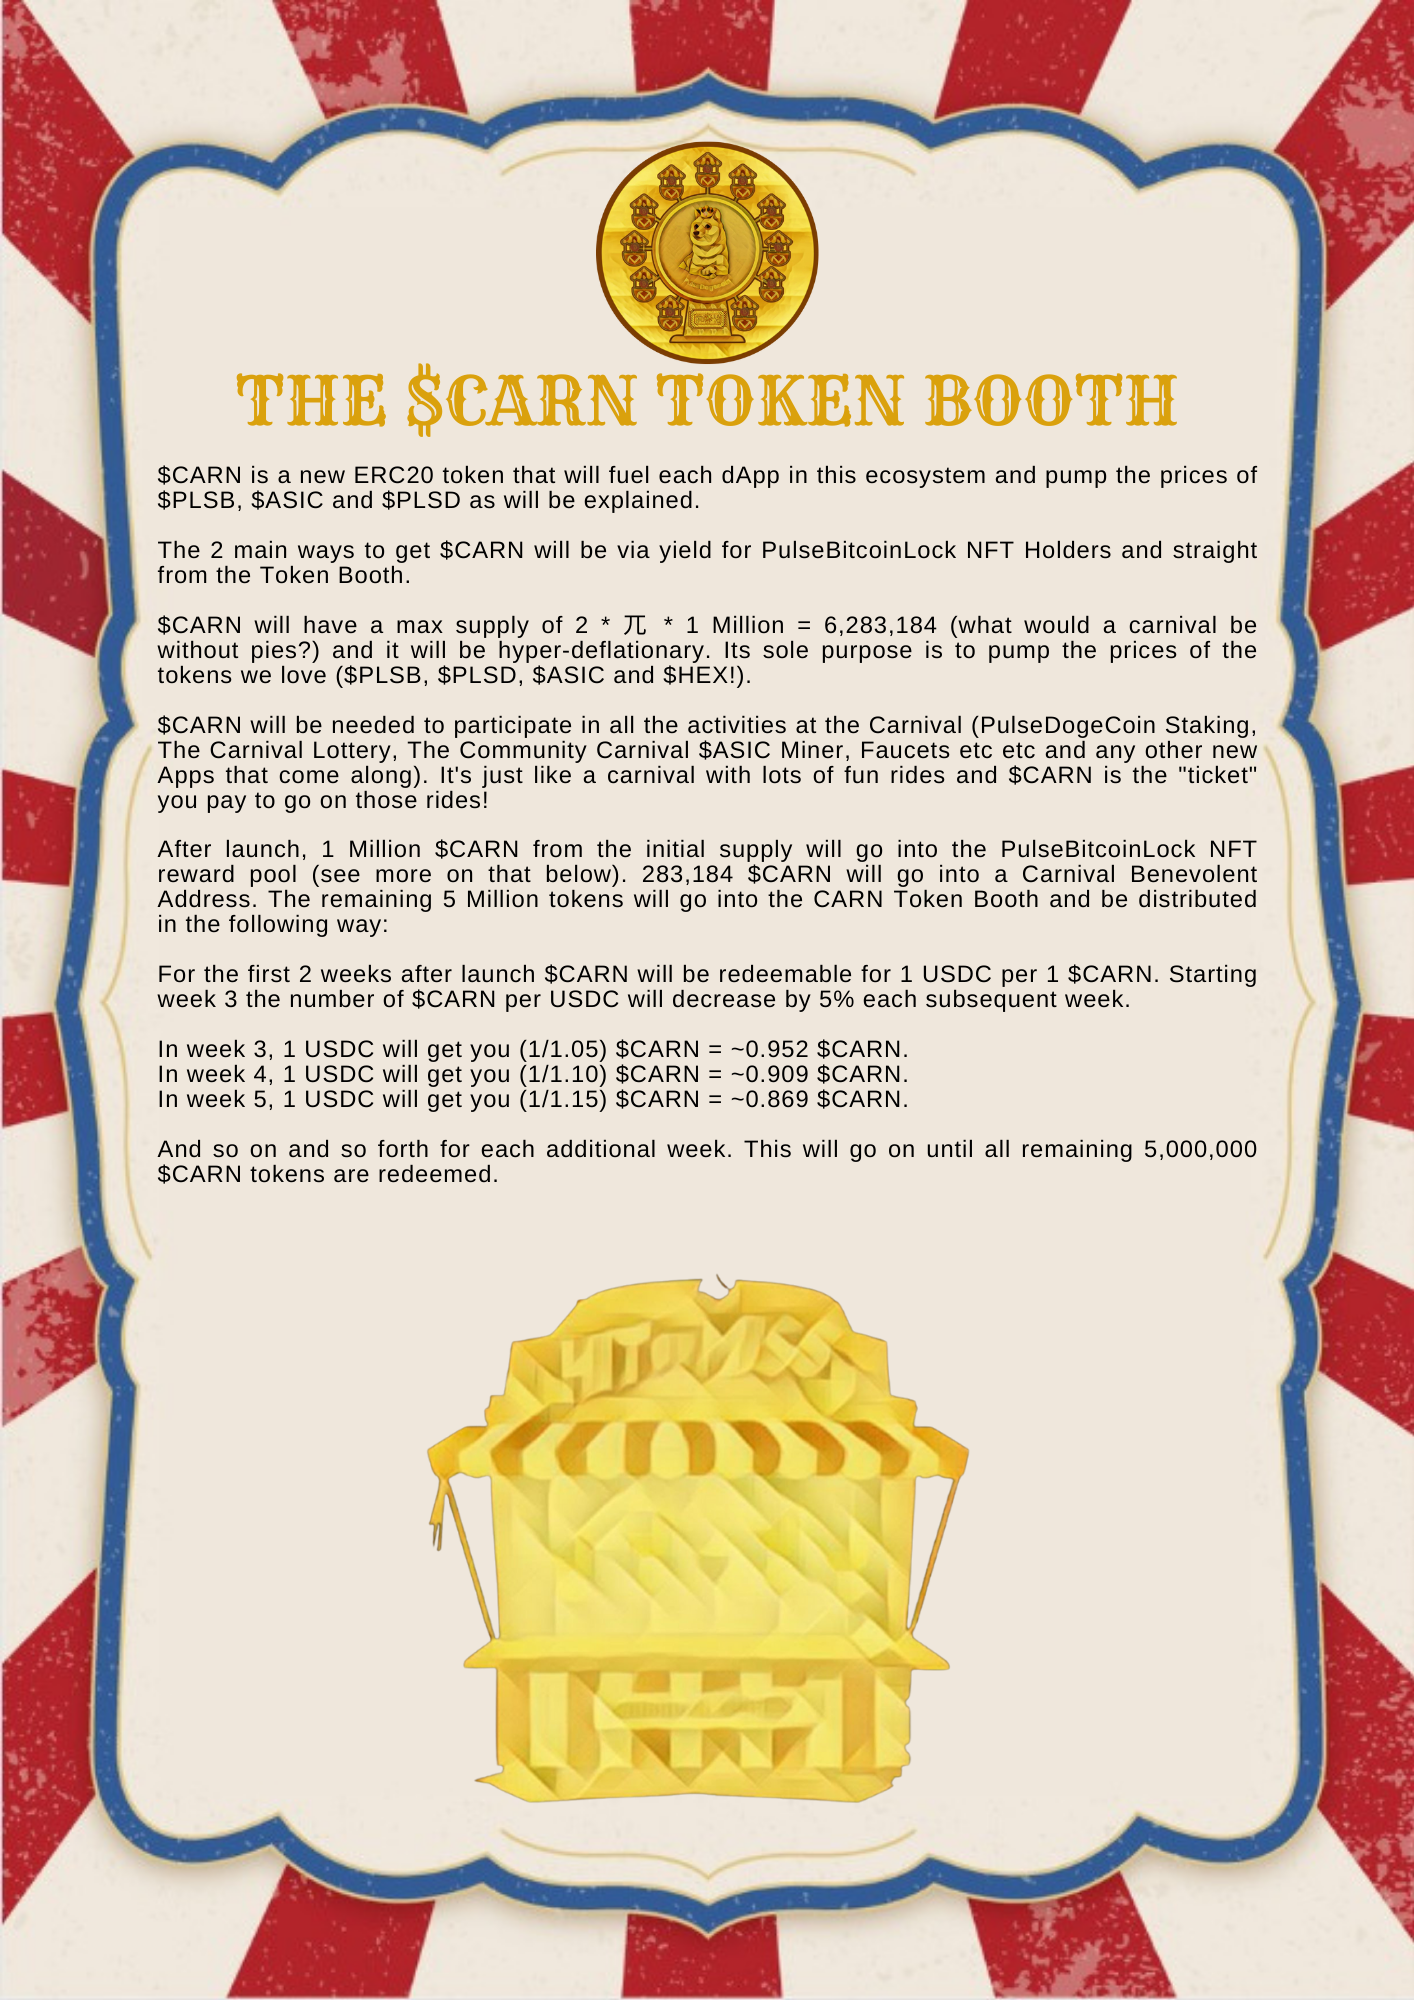 THE $CARN TOKEN BOOTH
$CARN is a new ERC20 token that will fuel each dApp in this ecosystem and pump the prices of
$PLSB, $ASIC and $PLSD as will be explained.
The 2 main ways to get $CARN will be via yield for PulseBitcoinLock NFT Holders and straight
from the Token Booth.
$CARN will have a max supply of 2 * 兀 * 1 Million = 6,283,184 (what would a carnival be
without pies?) and it will be hyper-deflationary. Its sole purpose is to pump the prices of the
tokens we love ($PLSB, $PLSD, $ASIC and $HEX!).
$CARN will be needed to participate in all the activities at the Carnival (PulseDogeCoin Staking,
The Carnival Lottery, The Community Carnival $ASIC Miner, Faucets etc etc and any other new
Apps that come along). It's just like a carnival with lots of fun rides and $CARN is the "ticket"
you pay to go on those rides!
After launch, 1 Million $CARN from the initial supply will go into the PulseBitcoinLock NFT
reward pool (see more on that below). 283,184 $CARN will go into a Carnival Benevolent
Address. The remaining 5 Million tokens will go into the CARN Token Booth and be distributed
in the following way:
For the first 2 weeks after launch $CARN will be redeemable for 1 USDC per 1 $CARN. Starting
week 3 the number of $CARN per USDC will decrease by 5% each subsequent week.
In week 3, 1 USDC will get you (1/1.05) $CARN = ~0.952 $CARN.
In week 4, 1 USDC will get you (1/1.10) $CARN = ~0.909 $CARN.
In week 5, 1 USDC will get you (1/1.15) $CARN = ~0.869 $CARN.
And so on and so forth for each additional week. This will go on until all remaining 5,000,000
$CARN tokens are redeemed.
HIT or MISS